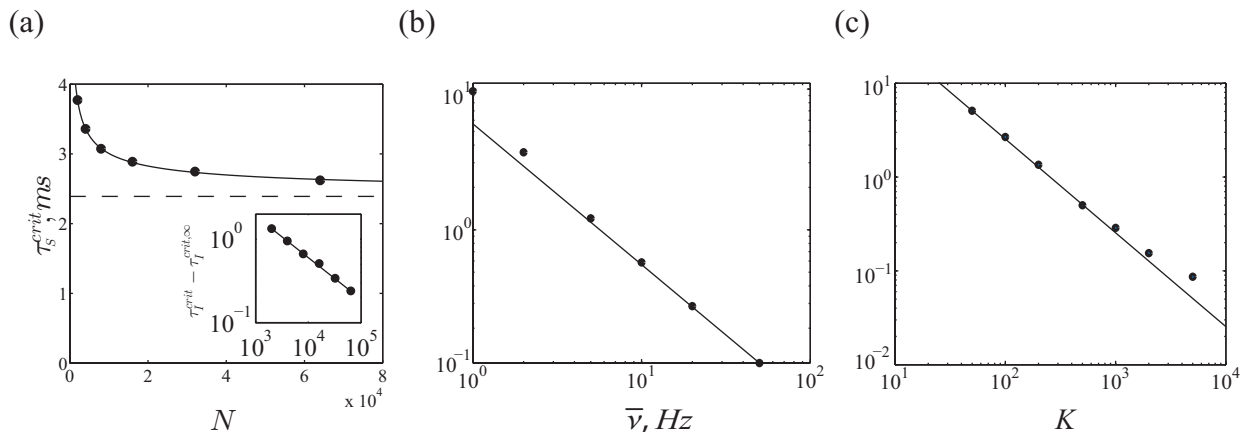 (a)
(b)
(c)
4
3
2
1
0
τ_s^{crit}, ms
0 2 4 6 8
x 10^4
N
10^0
10^{-1}
τ_I^{crit} − τ_I^{crit,∞}
10^3 10^4 10^5
10^1
10^0
10^{-1}
10^0 10^1 10^2
ν̄, Hz
10^1
10^0
10^{-1}
10^{-2}
10^1 10^2 10^3 10^4
K